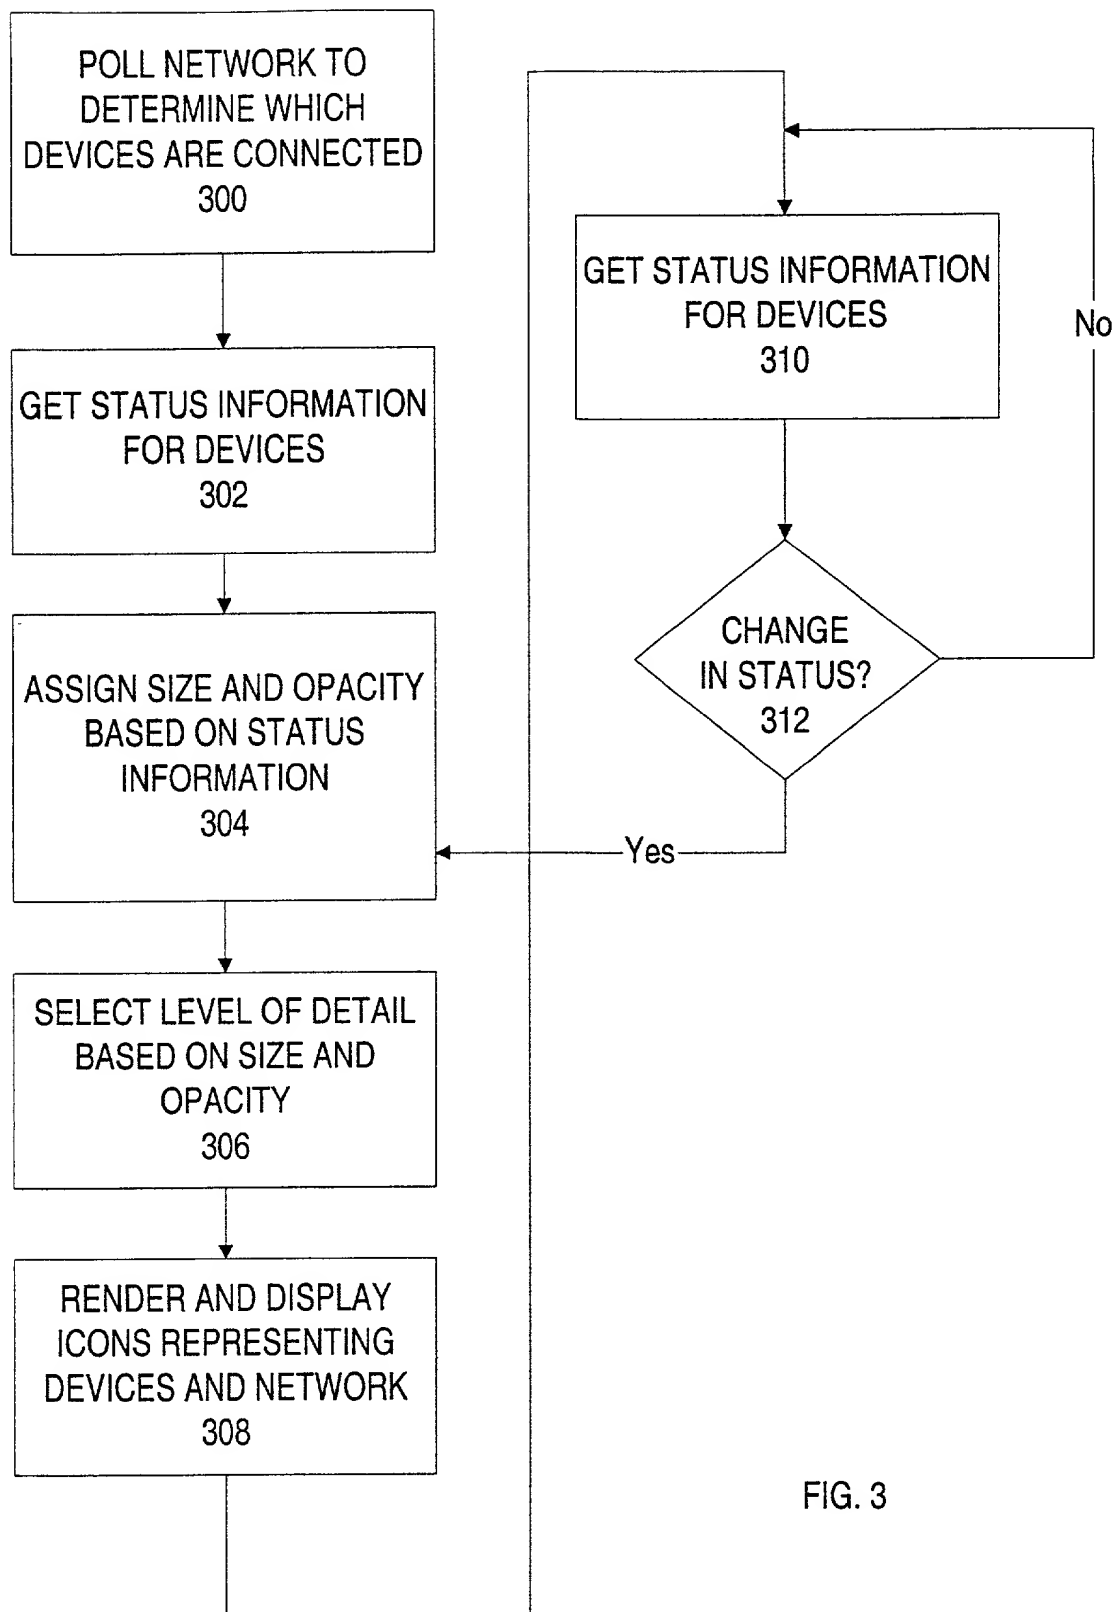 POLL NETWORK TO
DETERMINE WHICH
DEVICES ARE CONNECTED
300
GET STATUS INFORMATION
FOR DEVICES
302
ASSIGN SIZE AND OPACITY
BASED ON STATUS
INFORMATION
304
SELECT LEVEL OF DETAIL
BASED ON SIZE AND
OPACITY
306
RENDER AND DISPLAY
ICONS REPRESENTING
DEVICES AND NETWORK
308
GET STATUS INFORMATION
FOR DEVICES
310
No
CHANGE
IN STATUS?
312
Yes
FIG. 3